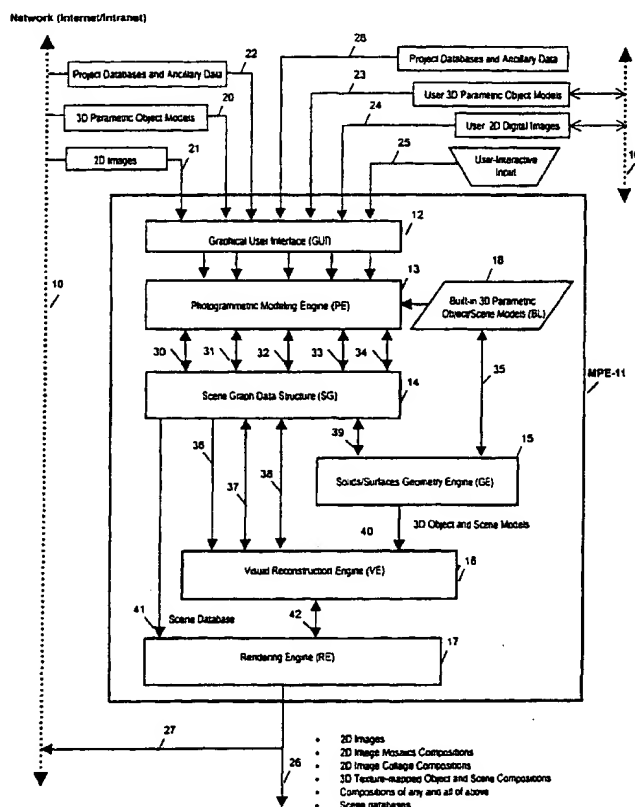 Network (Internet/Intranet)
28
22
Project Databases and Ancillary Data
Project Databases and Ancillary Data
23
20
User 3D Parametric Object Models
3D Parametric Object Models
24
User 2D Digital Images
2D Images
21
25
User-Interactive
Input
12
Graphical User Interface (GUI)
13
18
10
Photogrammetric Modeling Engine (PE)
Built-in 3D Parametric
Object/Scene Models (BL)
30
31
32
33
34
14
35
MPE-11
Scene Graph Data Structure (SG)
36
39
15
37
38
Solids/Surfaces Geometry Engine (GE)
40
3D Object and Scene Models
16
Visual Reconstruction Engine (VE)
41
Scene Database
42
17
Rendering Engine (RE)
27
26
• 2D Images
• 2D Image Mosaics Compositions
• 2D Image Collage Compositions
• 3D Texture-mapped Object and Scene Compositions
• Compositions of any and all of above
• Scene databases